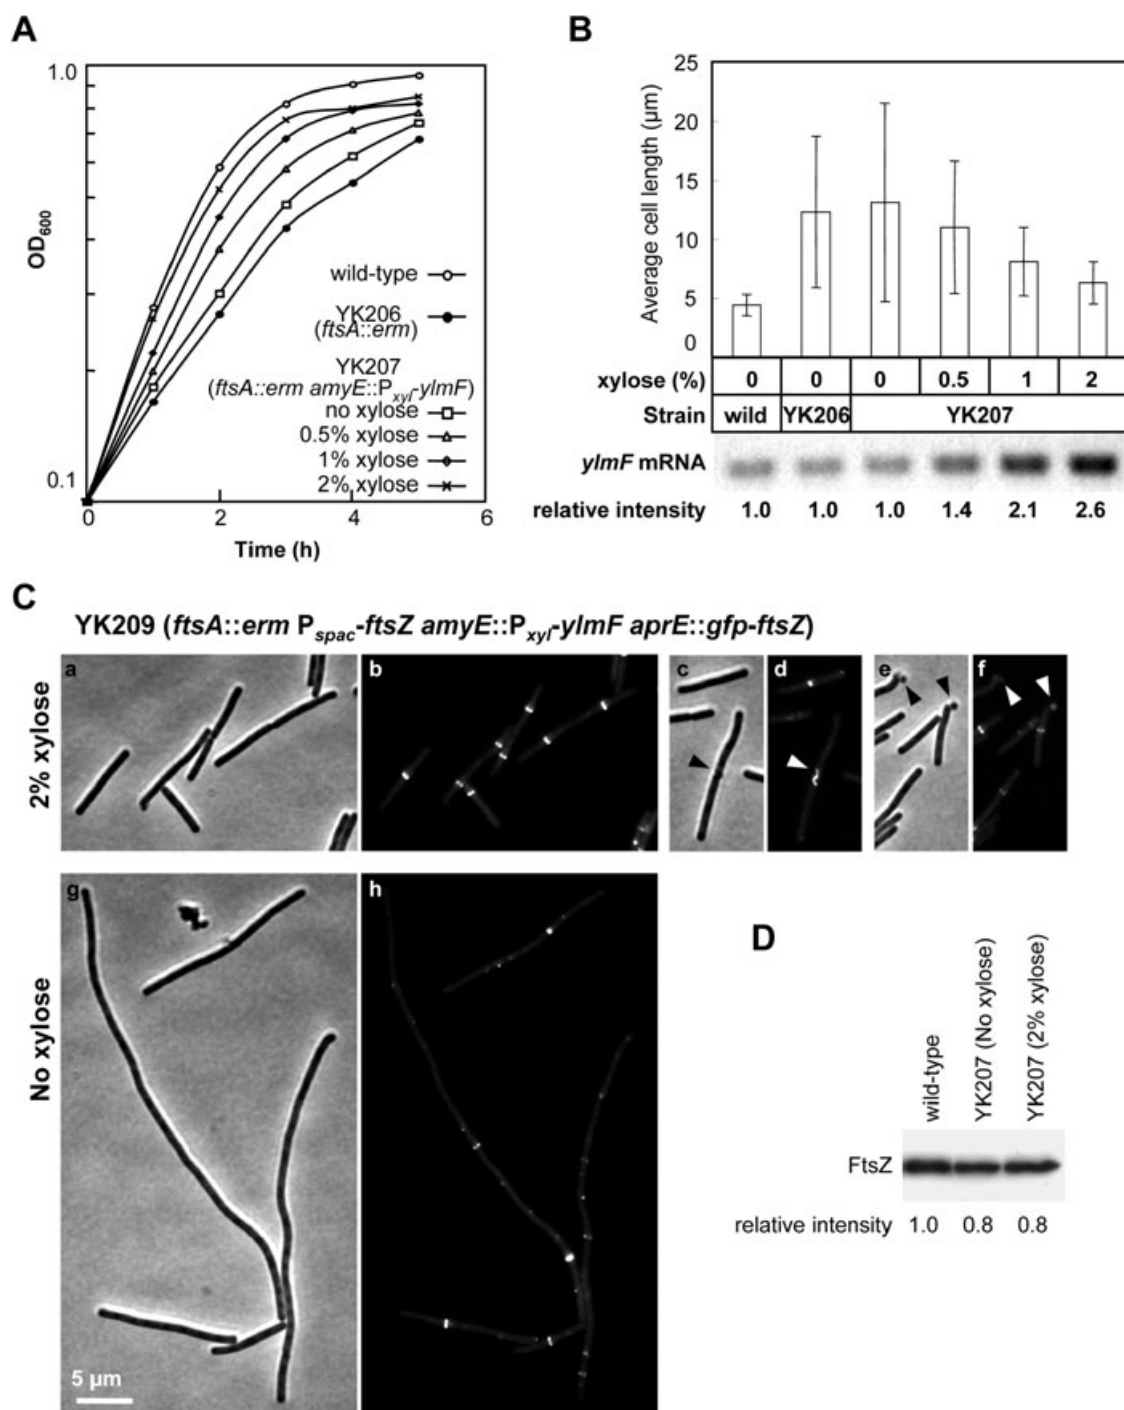 A
1.0
OD600
0.1
0
2
4
6
Time (h)
wild-type
YK206
(ftsA::erm)
YK207
(ftsA::erm amyE::Pxyl-ylmF)
no xylose
0.5% xylose
1% xylose
2% xylose
B
Average cell length (µm)
25
20
15
10
5
0
xylose (%) 0 0 0 0.5 1 2
Strain wild YK206 YK207
ylmF mRNA
relative intensity 1.0 1.0 1.0 1.4 2.1 2.6
C
YK209 (ftsA::erm Pspac-ftsZ amyE::Pxyl-ylmF aprE::gfp-ftsZ)
2% xylose
a b c d e f
No xylose
g h
5 µm
D
wild-type
YK207 (No xylose)
YK207 (2% xylose)
FtsZ
relative intensity 1.0 0.8 0.8